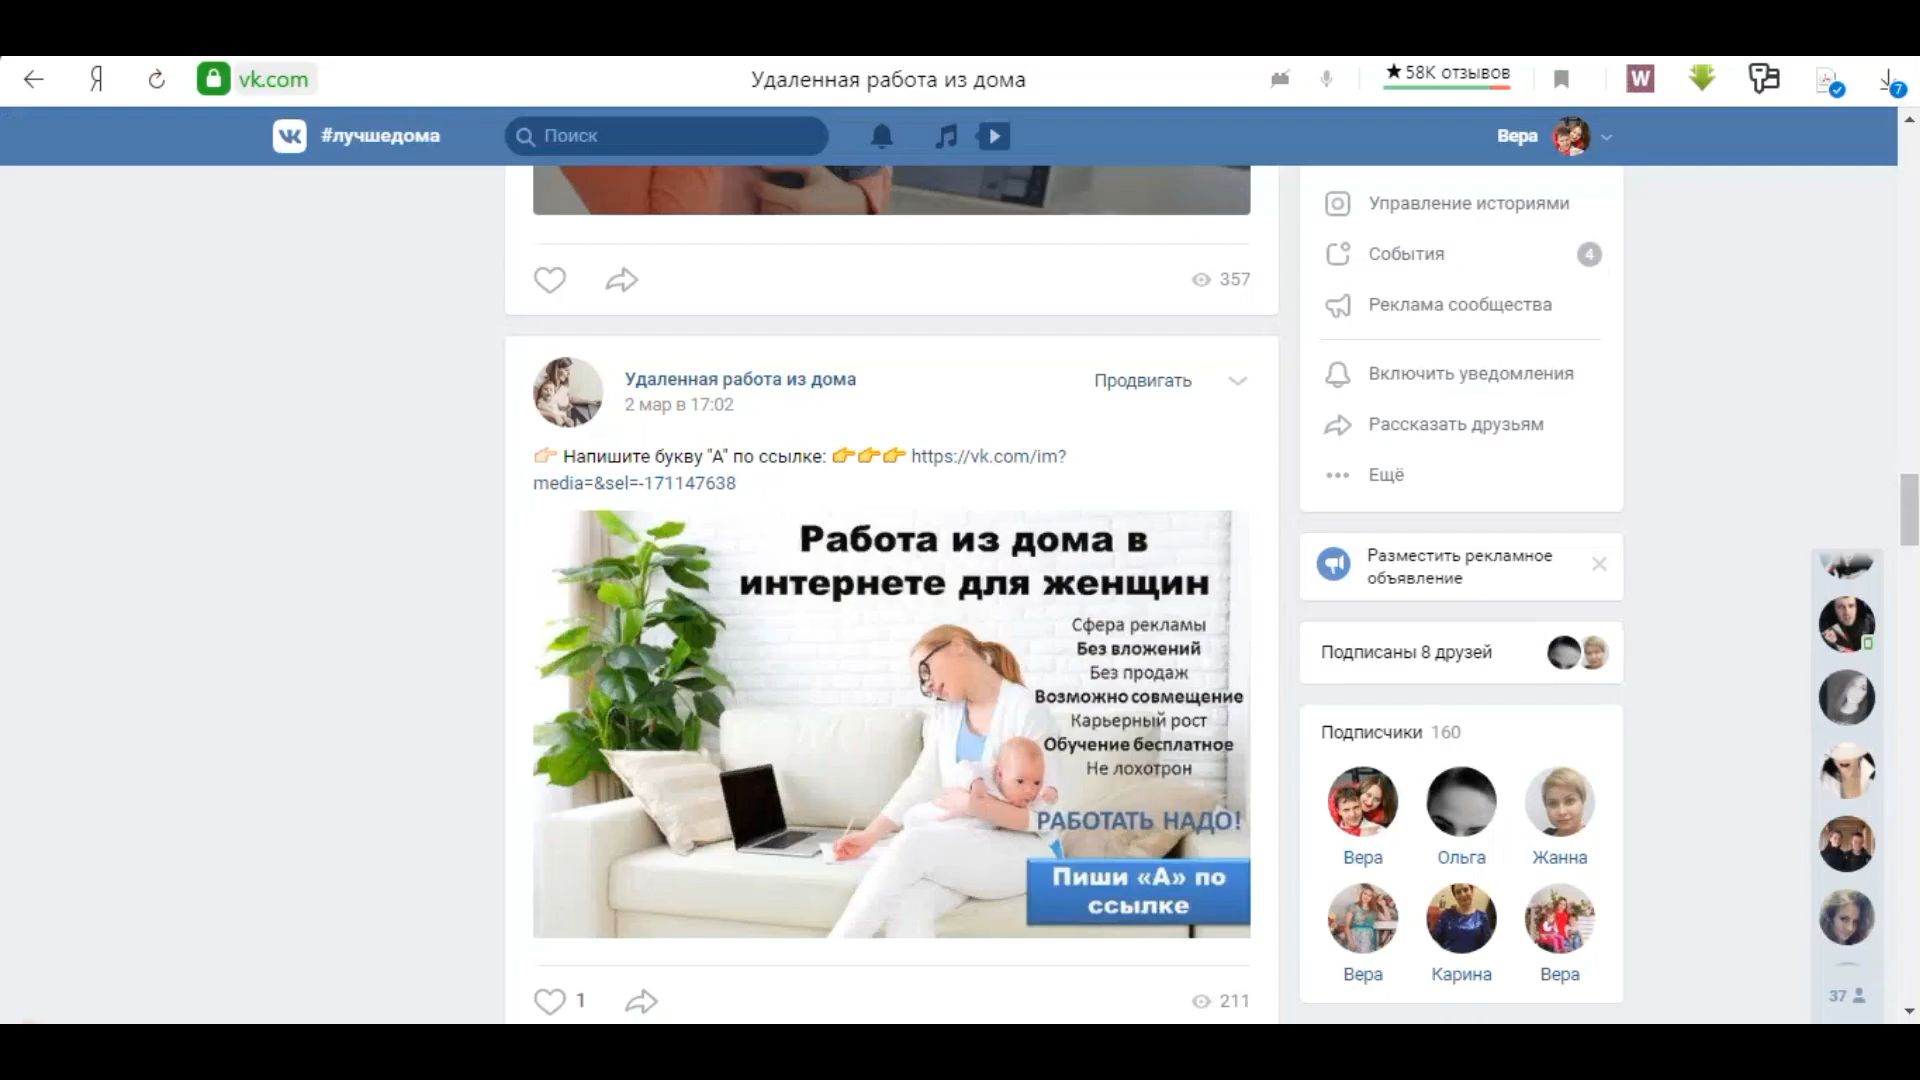 vk.com
Удаленная работа из дома
★ 58К отзывов
W
7
#лучшедома
Поиск
Вера
357
Удаленная работа из дома
2 мар в 17:02
Продвигать
Напишите букву "А" по ссылке: https://vk.com/im?
media=&sel=-171147638
Работа из дома в
интернете для женщин
Сфера рекламы
Без вложений
Без продаж
Возможно совмещение
Карьерный рост
Обучение бесплатное
Не лохотрон
РАБОТАТЬ НАДО!
Пиши «А» по
ссылке
1
211
Управление историями
События
4
Реклама сообщества
Включить уведомления
Рассказать друзьям
Ещё
Разместить рекламное
объявление
Подписаны 8 друзей
Подписчики 160
Вера
Ольга
Жанна
Вера
Карина
Вера
37